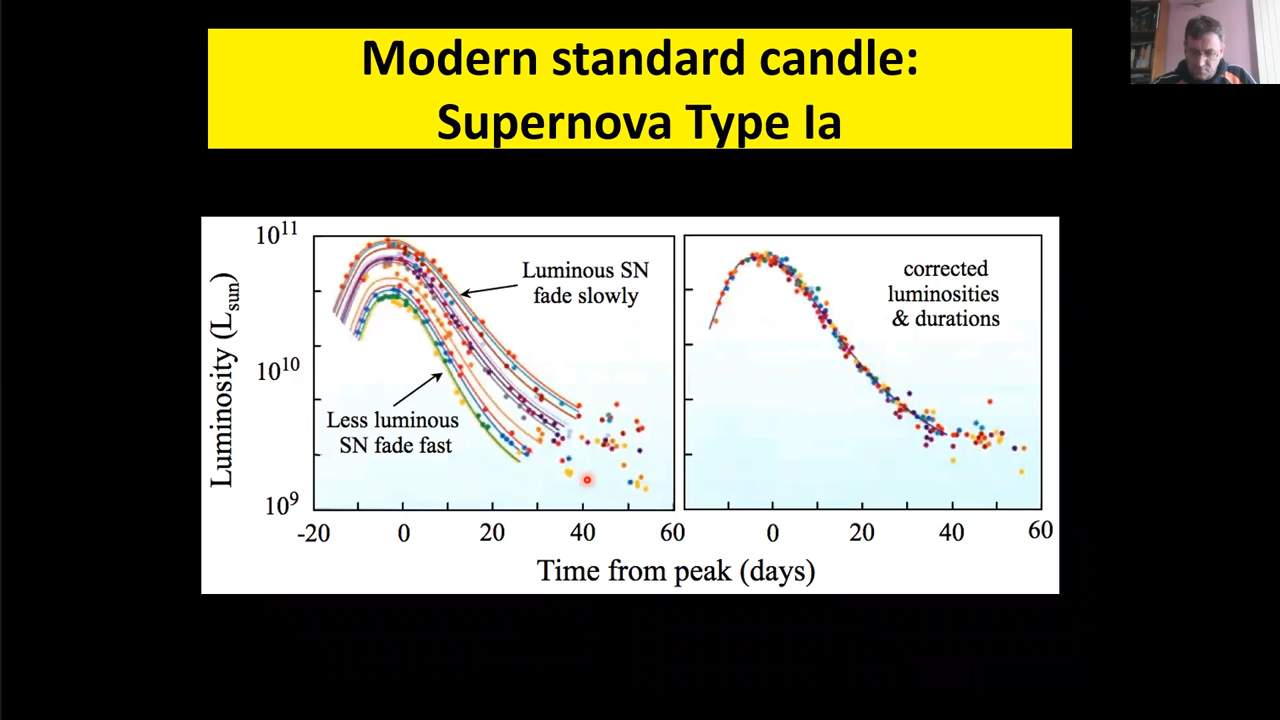 Modern standard candle:
Supernova Type Ia
Luminosity (L_sun)
10^11
10^10
10^9
Luminous SN
fade slowly
Less luminous
SN fade fast
corrected
luminosities
& durations
-20 0 20 40 60 0 20 40 60
Time from peak (days)